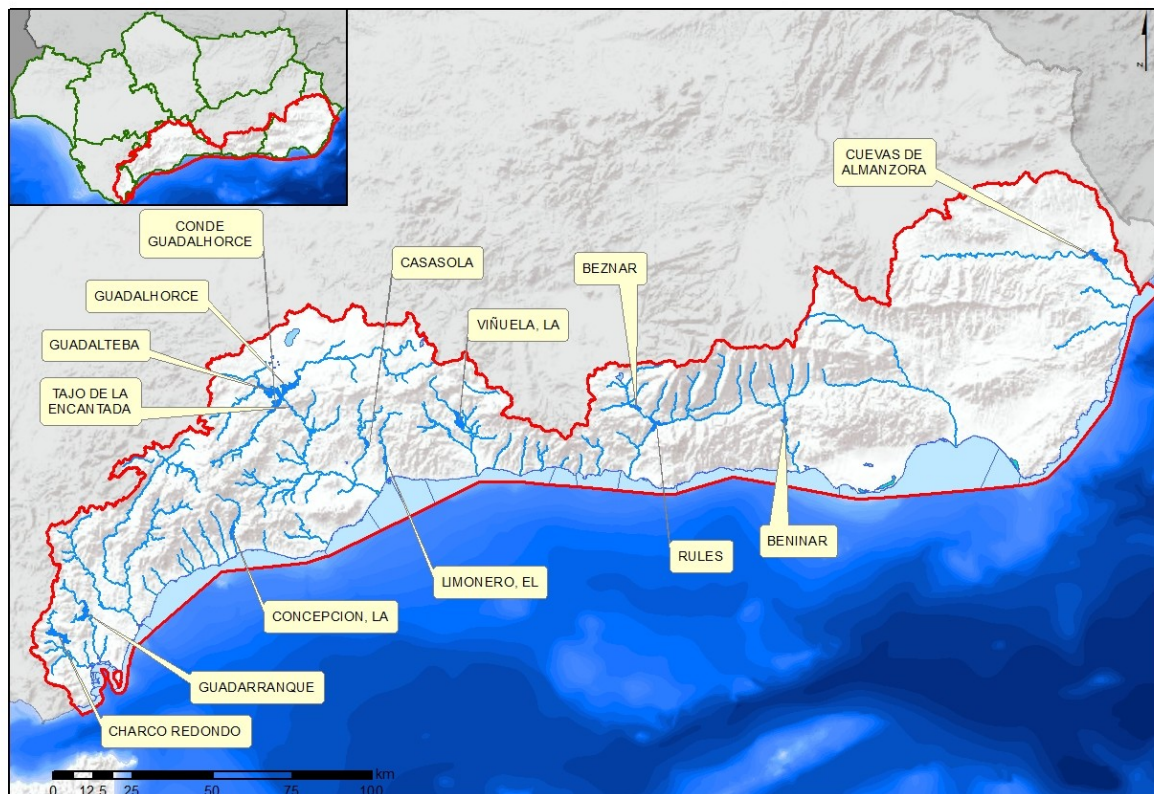 N
CUEVAS DE
ALMANZORA
CONDE
GUADALHORCE
CASASOLA
BEZNAR
GUADALHORCE
VIÑUELA, LA
GUADALTEBA
TAJO DE LA
ENCANTADA
BENINAR
RULES
LIMONERO, EL
CONCEPCION, LA
GUADARRANQUE
CHARCO REDONDO
km
0 12,5 25 50 75 100